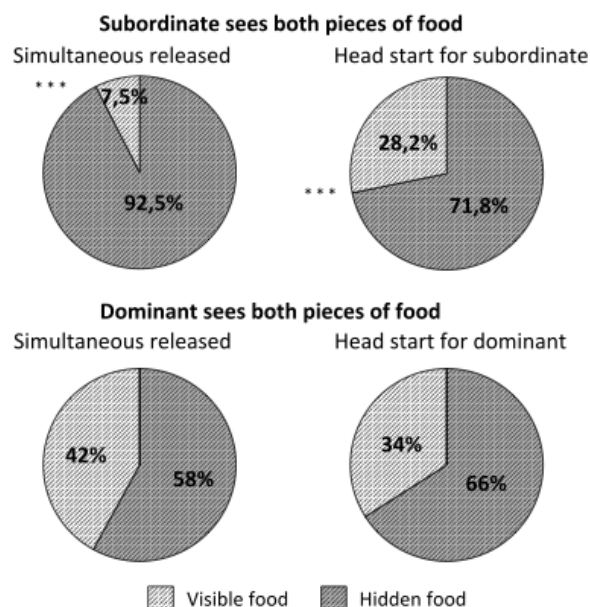 Subordinate sees both pieces of food
Simultaneous released
Head start for subordinate
* * *
7,5%
92,5%
28,2%
* * *
71,8%
Dominant sees both pieces of food
Simultaneous released
Head start for dominant
42%
58%
34%
66%
Visible food
Hidden food